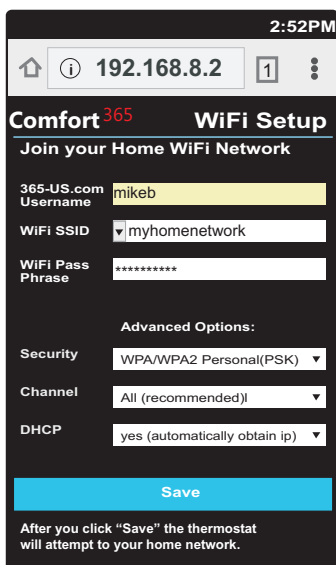 2:52PM
192.168.8.2
1
Comfort 365 WiFi Setup
Join your Home WiFi Network
365-US.com
Username
mikeb
WiFi SSID
myhomenetwork
WiFi Pass
Phrase
**********
Advanced Options:
Security
WPA/WPA2 Personal(PSK)
Channel
All (recommended)l
DHCP
yes (automatically obtain ip)
Save
After you click “Save” the thermostat
will attempt to your home network.